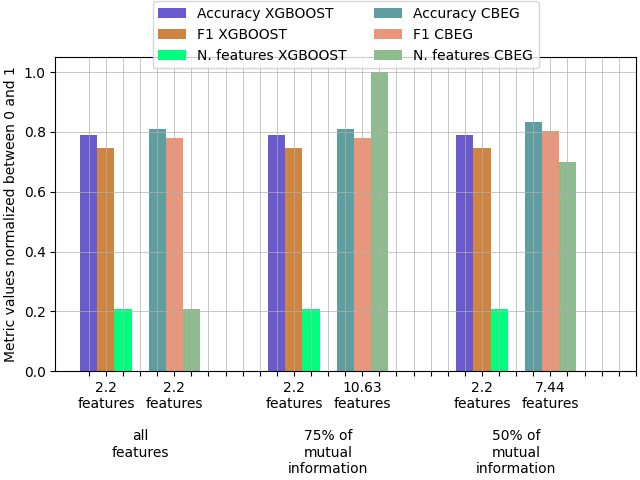 Accuracy XGBOOST
F1 XGBOOST
N. features XGBOOST
Accuracy CBEG
F1 CBEG
N. features CBEG
Metric values normalized between 0 and 1
1.0
0.8
0.6
0.4
0.2
0.0
2.2
features
2.2
features
2.2
features
10.63
features
2.2
features
7.44
features
all
features
75% of
mutual
information
50% of
mutual
information